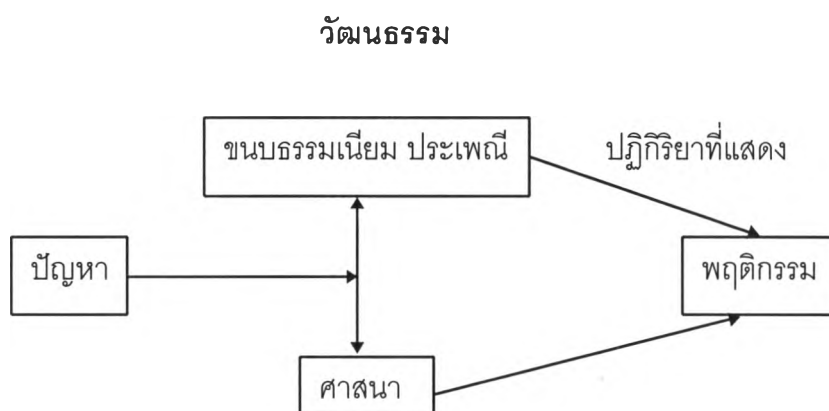 วัฒนธรรม
ขนบธรรมเนียม ประเพณี
ปฏิกิริยาที่แสดง
ปัญหา
พฤติกรรม
ศาสนา